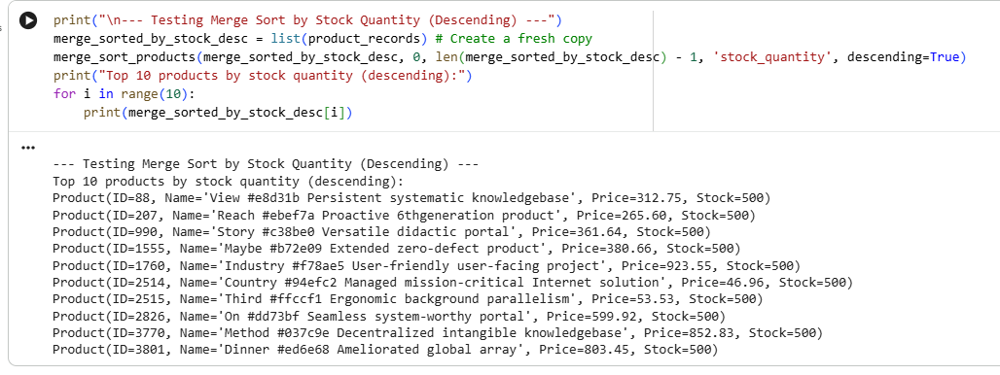 print("\n--- Testing Merge Sort by Stock Quantity (Descending) ---")
merge_sorted_by_stock_desc = list(product_records) # Create a fresh copy
merge_sort_products(merge_sorted_by_stock_desc, 0, len(merge_sorted_by_stock_desc) - 1, 'stock_quantity', descending=True)
print("Top 10 products by stock quantity (descending):")
for i in range(10):
    print(merge_sorted_by_stock_desc[i])
--- Testing Merge Sort by Stock Quantity (Descending) ---
Top 10 products by stock quantity (descending):
Product(ID=88, Name='View #e8d31b Persistent systematic knowledgebase', Price=312.75, Stock=500)
Product(ID=207, Name='Reach #ebef7a Proactive 6thgeneration product', Price=265.60, Stock=500)
Product(ID=990, Name='Story #c38be0 Versatile didactic portal', Price=361.64, Stock=500)
Product(ID=1555, Name='Maybe #b72e09 Extended zero-defect product', Price=380.66, Stock=500)
Product(ID=1760, Name='Industry #f78ae5 User-friendly user-facing project', Price=923.55, Stock=500)
Product(ID=2514, Name='Country #94efc2 Managed mission-critical Internet solution', Price=46.96, Stock=500)
Product(ID=2515, Name='Third #ffccf1 Ergonomic background parallelism', Price=53.53, Stock=500)
Product(ID=2826, Name='On #dd73bf Seamless system-worthy portal', Price=599.92, Stock=500)
Product(ID=3770, Name='Method #037c9e Decentralized intangible knowledgebase', Price=852.83, Stock=500)
Product(ID=3801, Name='Dinner #ed6e68 Ameliorated global array', Price=803.45, Stock=500)